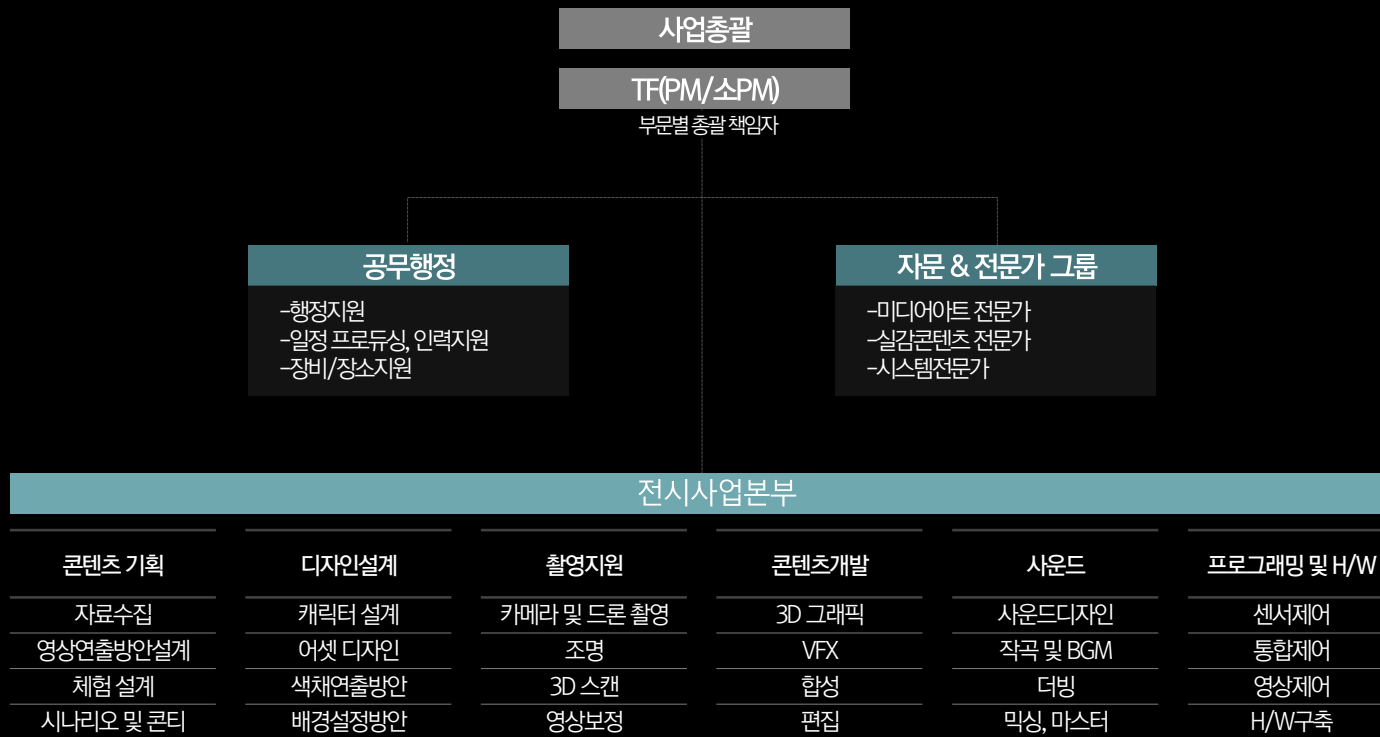 사업총괄
TF(PM/소PM)
부문별 총괄 책임자
공무행정
-행정지원
-일정 프로듀싱, 인력지원
-장비/장소지원
자문 & 전문가 그룹
-미디어아트 전문가
-실감콘텐츠 전문가
-시스템전문가
전시사업본부
콘텐츠 기획
자료수집
영상연출방안설계
체험 설계
시나리오 및 콘티
디자인설계
캐릭터 설계
어셋 디자인
색채연출방안
배경설정방안
촬영지원
카메라 및 드론 촬영
조명
3D 스캔
영상보정
콘텐츠개발
3D 그래픽
VFX
합성
편집
사운드
사운드디자인
작곡 및 BGM
더빙
믹싱, 마스터
프로그래밍 및 H/W
센서제어
통합제어
영상제어
H/W구축